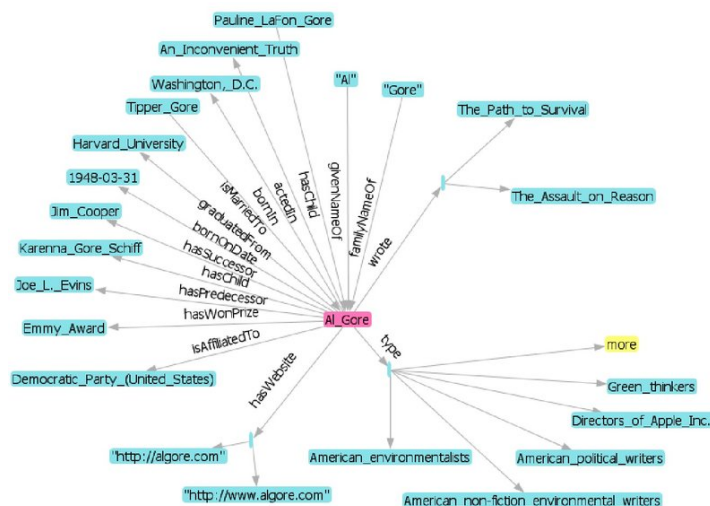 Pauline_LaFon_Gore
An_Inconvenient_Truth
Washington,_D.C.
"Al"
"Gore"
Tipper_Gore
The_Path_to_Survival
Harvard_University
1948-03-31
The_Assault_on_Reason
Jim_Cooper
Karenna_Gore_Schiff
Joe_L._Evins
Emmy_Award
Democratic_Party_(United_States)
isMarriedTo
bornIn
actedIn
hasChild
givenNameOf
familyNameOf
wrote
graduatedFrom
bornOnDate
hasSuccessor
hasChild
hasPredecessor
hasWonPrize
isAffiliatedTo
Al_Gore
type
hasWebsite
more
Green_thinkers
Directors_of_Apple_Inc.
American_environmentalists
American_political_writers
American_non-fiction_environmental_writers
"http://algore.com"
"http://www.algore.com"